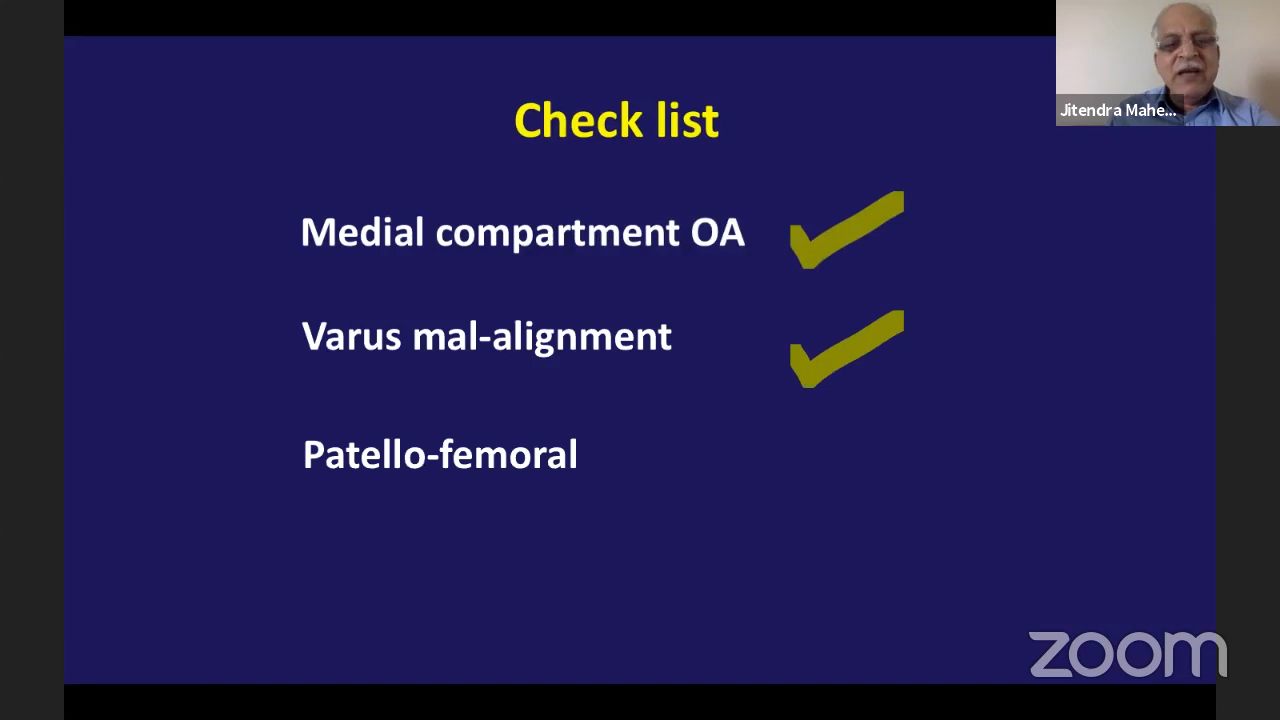 Check list
Jitendra Mahe...
Medial compartment OA
Varus mal-alignment
Patello-femoral
zoom